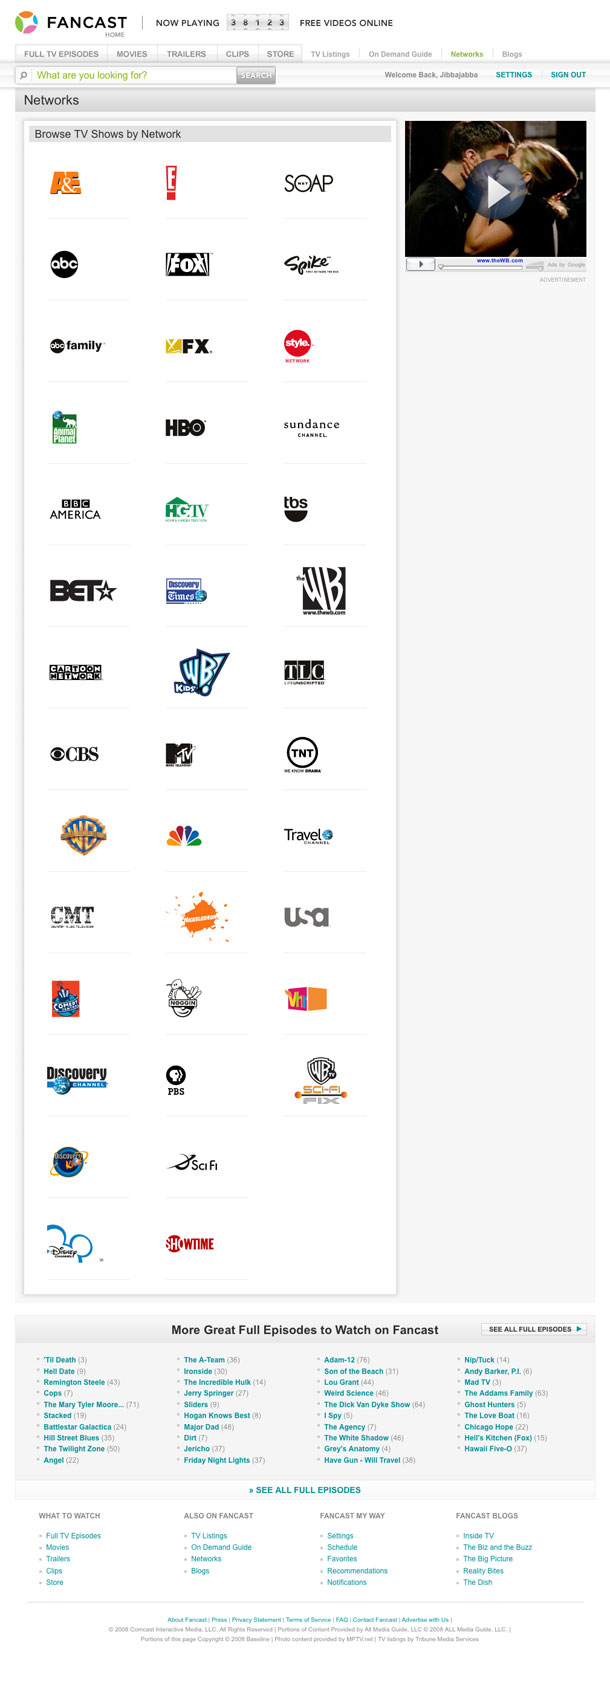 FANCAST
HOME
NOW PLAYING 38123 FREE VIDEOS ONLINE
FULL TV EPISODES MOVIES TRAILERS CLIPS STORE TV Listings On Demand Guide Networks Blogs
What are you looking for? SEARCH Welcome Back, Jibbajabba SETTINGS SIGN OUT
Networks
Browse TV Shows by Network
A&E E! SOAPNET
abc FOX Spike
abc family FX style.
NETWORK
Animal Planet HBO sundance
CHANNEL.
BBC
AMERICA HGTV tbs
BET Discovery Times the WB
www.thewb.com
CARTOON NETWORK WB! KIDS TLC
LIFE UNSCRIPTED
CBS MTV
MUSIC TELEVISION TNT
WE KNOW DRAMA
WB Travel
CHANNEL
CMT NICKELODEON usa
COMEDY noggin Vh1
Discovery
CHANNEL PBS WB TV
SCI-FI
FIX
DISCOVERY SCI FI
Disney
CHANNEL SHOWTIME
www.theWB.com
Ads by Google
ADVERTISEMENT
More Great Full Episodes to Watch on Fancast SEE ALL FULL EPISODES
'Til Death (3) The A-Team (36) Adam-12 (76) Nip/Tuck (14)
Hell Date (9) Ironside (30) Son of the Beach (31) Andy Barker, P.I. (6)
Remington Steele (43) The Incredible Hulk (14) Lou Grant (44) Mad TV (3)
Cops (7) Jerry Springer (27) Weird Science (46) The Addams Family (63)
The Mary Tyler Moore... (71) Sliders (9) The Dick Van Dyke Show (64) Ghost Hunters (5)
Stacked (19) Hogan Knows Best (8) I Spy (5) The Love Boat (16)
Battlestar Galactica (24) Major Dad (48) The Agency (7) Chicago Hope (22)
Hill Street Blues (35) Dirt (7) The White Shadow (46) Hell's Kitchen (Fox) (15)
The Twilight Zone (50) Jericho (37) Grey's Anatomy (4) Hawaii Five-O (37)
Angel (22) Friday Night Lights (37) Have Gun - Will Travel (38)
» SEE ALL FULL EPISODES
WHAT TO WATCH ALSO ON FANCAST FANCAST MY WAY FANCAST BLOGS
Full TV Episodes TV Listings Settings Inside TV
Movies On Demand Guide Schedule The Biz and the Buzz
Trailers Networks Favorites The Big Picture
Clips Blogs Recommendations Reality Bites
Store Notifications The Dish
About Fancast | Press | Privacy Statement | Terms of Service | FAQ | Contact Fancast | Advertise with Us |
© 2008 Comcast Interactive Media, LLC, All Rights Reserved | Portions of Content Provided by All Media Guide, LLC © 2008 ALL Media Guide, LLC. |
Portions of this page Copyright © 2008 Baseline | Photo content provided by MPTV.net | TV listings by Tribune Media Services